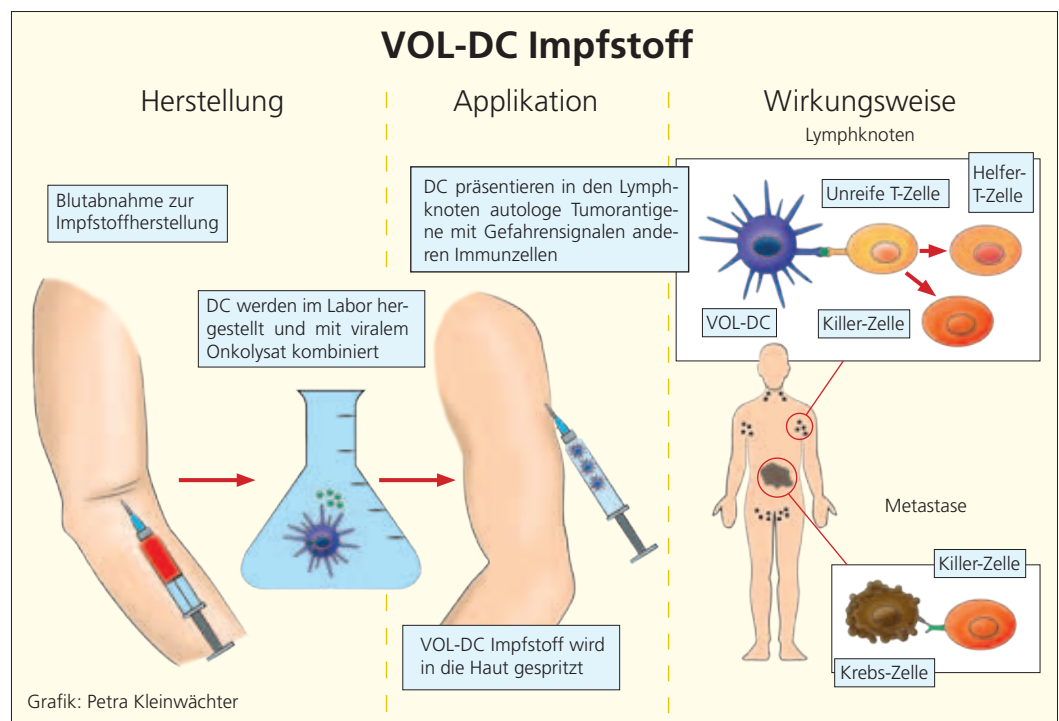 VOL-DC Impfstoff
Herstellung
Blutabnahme zur
Impfstoffherstellung
DC werden im Labor her-
gestellt und mit viralem
Onkolysat kombiniert
Applikation
DC präsentieren in den Lymph-
knoten autologe Tumorantige-
ne mit Gefahrensignalen ande-
ren Immunzellen
VOL-DC Impfstoff wird
in die Haut gespritzt
Wirkungsweise
Lymphknoten
Unreife T-Zelle
Helfer-
T-Zelle
VOL-DC
Killer-Zelle
Metastase
Killer-Zelle
Krebs-Zelle
Grafik: Petra Kleinwächter